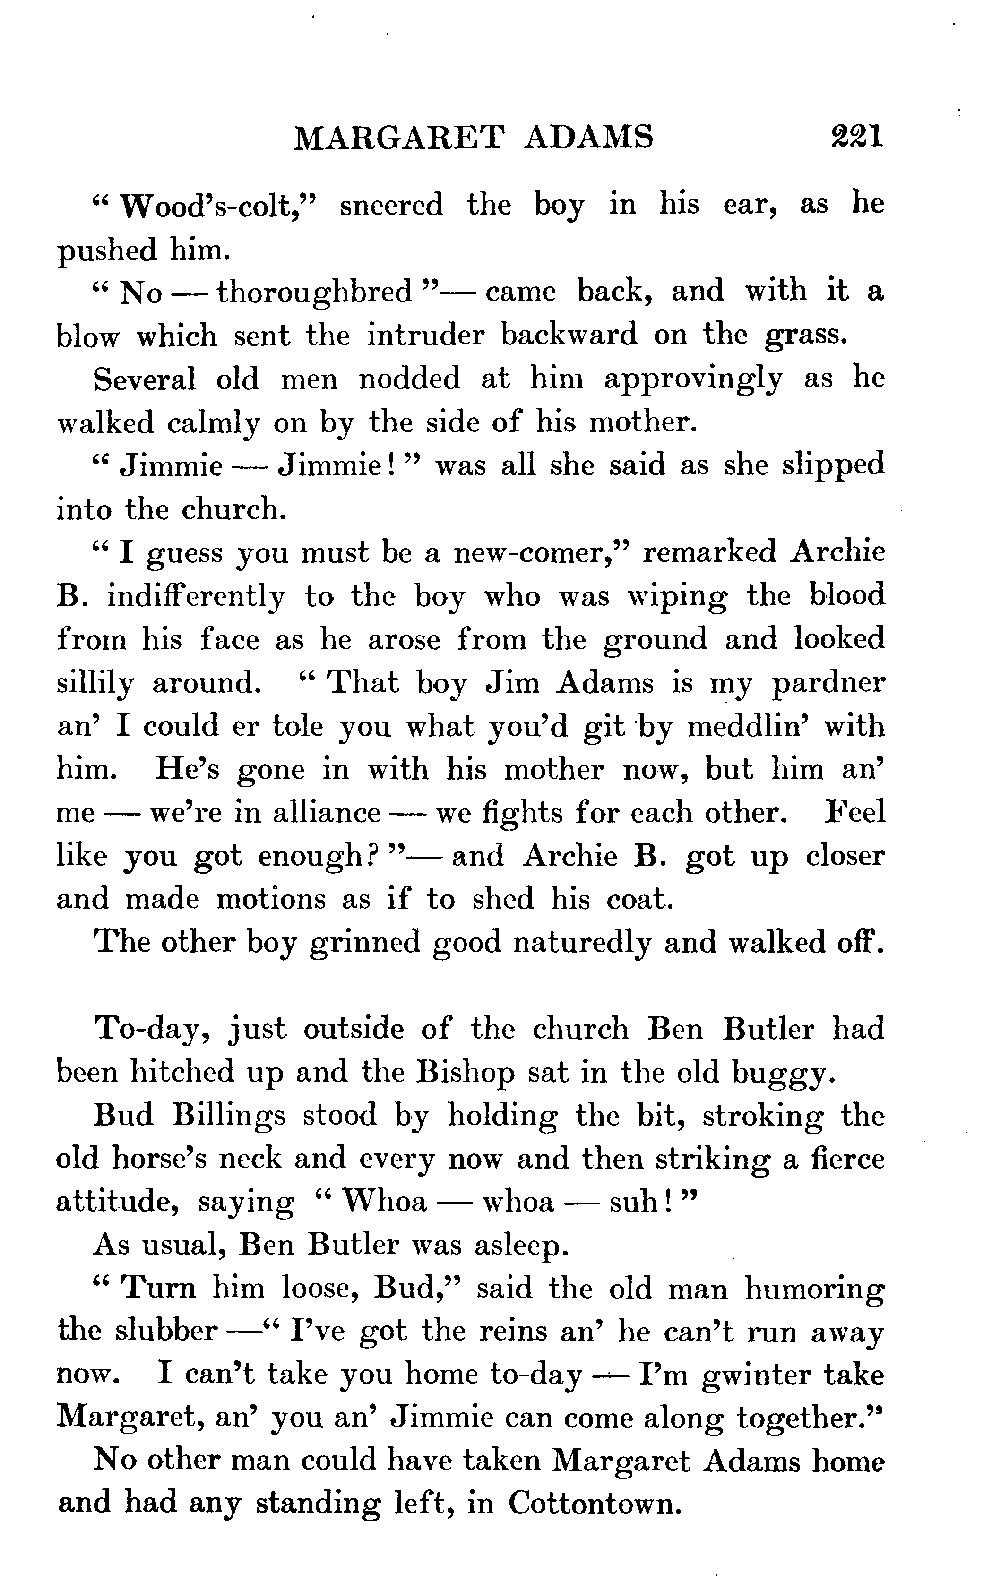 MARGARET ADAMS 221
“ Wood’s-colt,” sneered the boy in his ear, as he
pushed him.
“ No — thoroughbred ”— came back, and with it a
blow which sent the intruder backward on the grass.
Several old men nodded at him approvingly as he
walked calmly on by the side of his mother.
“ Jimmie — Jimmie! ” was all she said as she slipped
into the church.
“ I guess you must be a new-comer,” remarked Archie
B. indifferently to the boy who was wiping the blood
from his face as he arose from the ground and looked
sillily around. “ That boy Jim Adams is my pardner
an’ I could er tole you what you’d git by meddlin’ with
him. He’s gone in with his mother now, but him an’
me — we’re in alliance — we fights for each other. Feel
like you got enough? ”— and Archie B. got up closer
and made motions as if to shed his coat.
The other boy grinned good naturedly and walked off.
To-day, just outside of the church Ben Butler had
been hitched up and the Bishop sat in the old buggy.
Bud Billings stood by holding the bit, stroking the
old horse’s neck and every now and then striking a fierce
attitude, saying “ Whoa — whoa — suh! ”
As usual, Ben Butler was asleep.
“ Turn him loose, Bud,” said the old man humoring
the slubber —“ I’ve got the reins an’ he can’t run away
now. I can’t take you home to-day — I’m gwinter take
Margaret, an’ you an’ Jimmie can come along together.”
No other man could have taken Margaret Adams home
and had any standing left, in Cottontown.